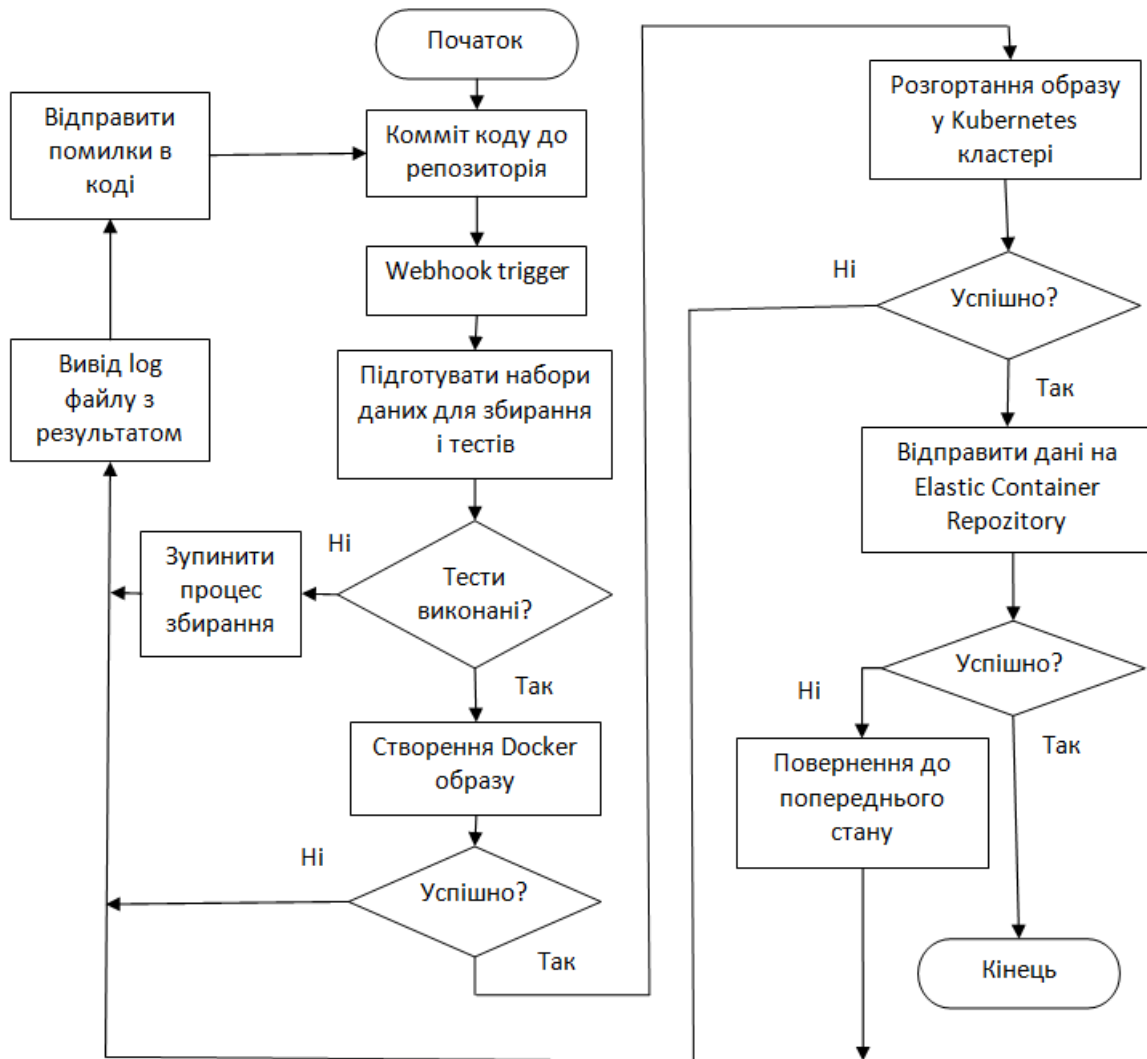 Початок
Комміт коду до
репозиторія
Webhook trigger
Підготувати набори
даних для збирання
і тестів
Ні
Тести
виконані?
Зупинити
процес
збирання
Так
Створення Docker
образу
Ні
Успішно?
Так
Відправити
помилки в
коді
Вивід log
файлу з
результатом
Розгортання образу
у Kubernetes
кластері
Ні
Успішно?
Так
Відправити дані на
Elastic Container
Repozitory
Успішно?
Ні
Так
Повернення до
попереднього
стану
Кінець